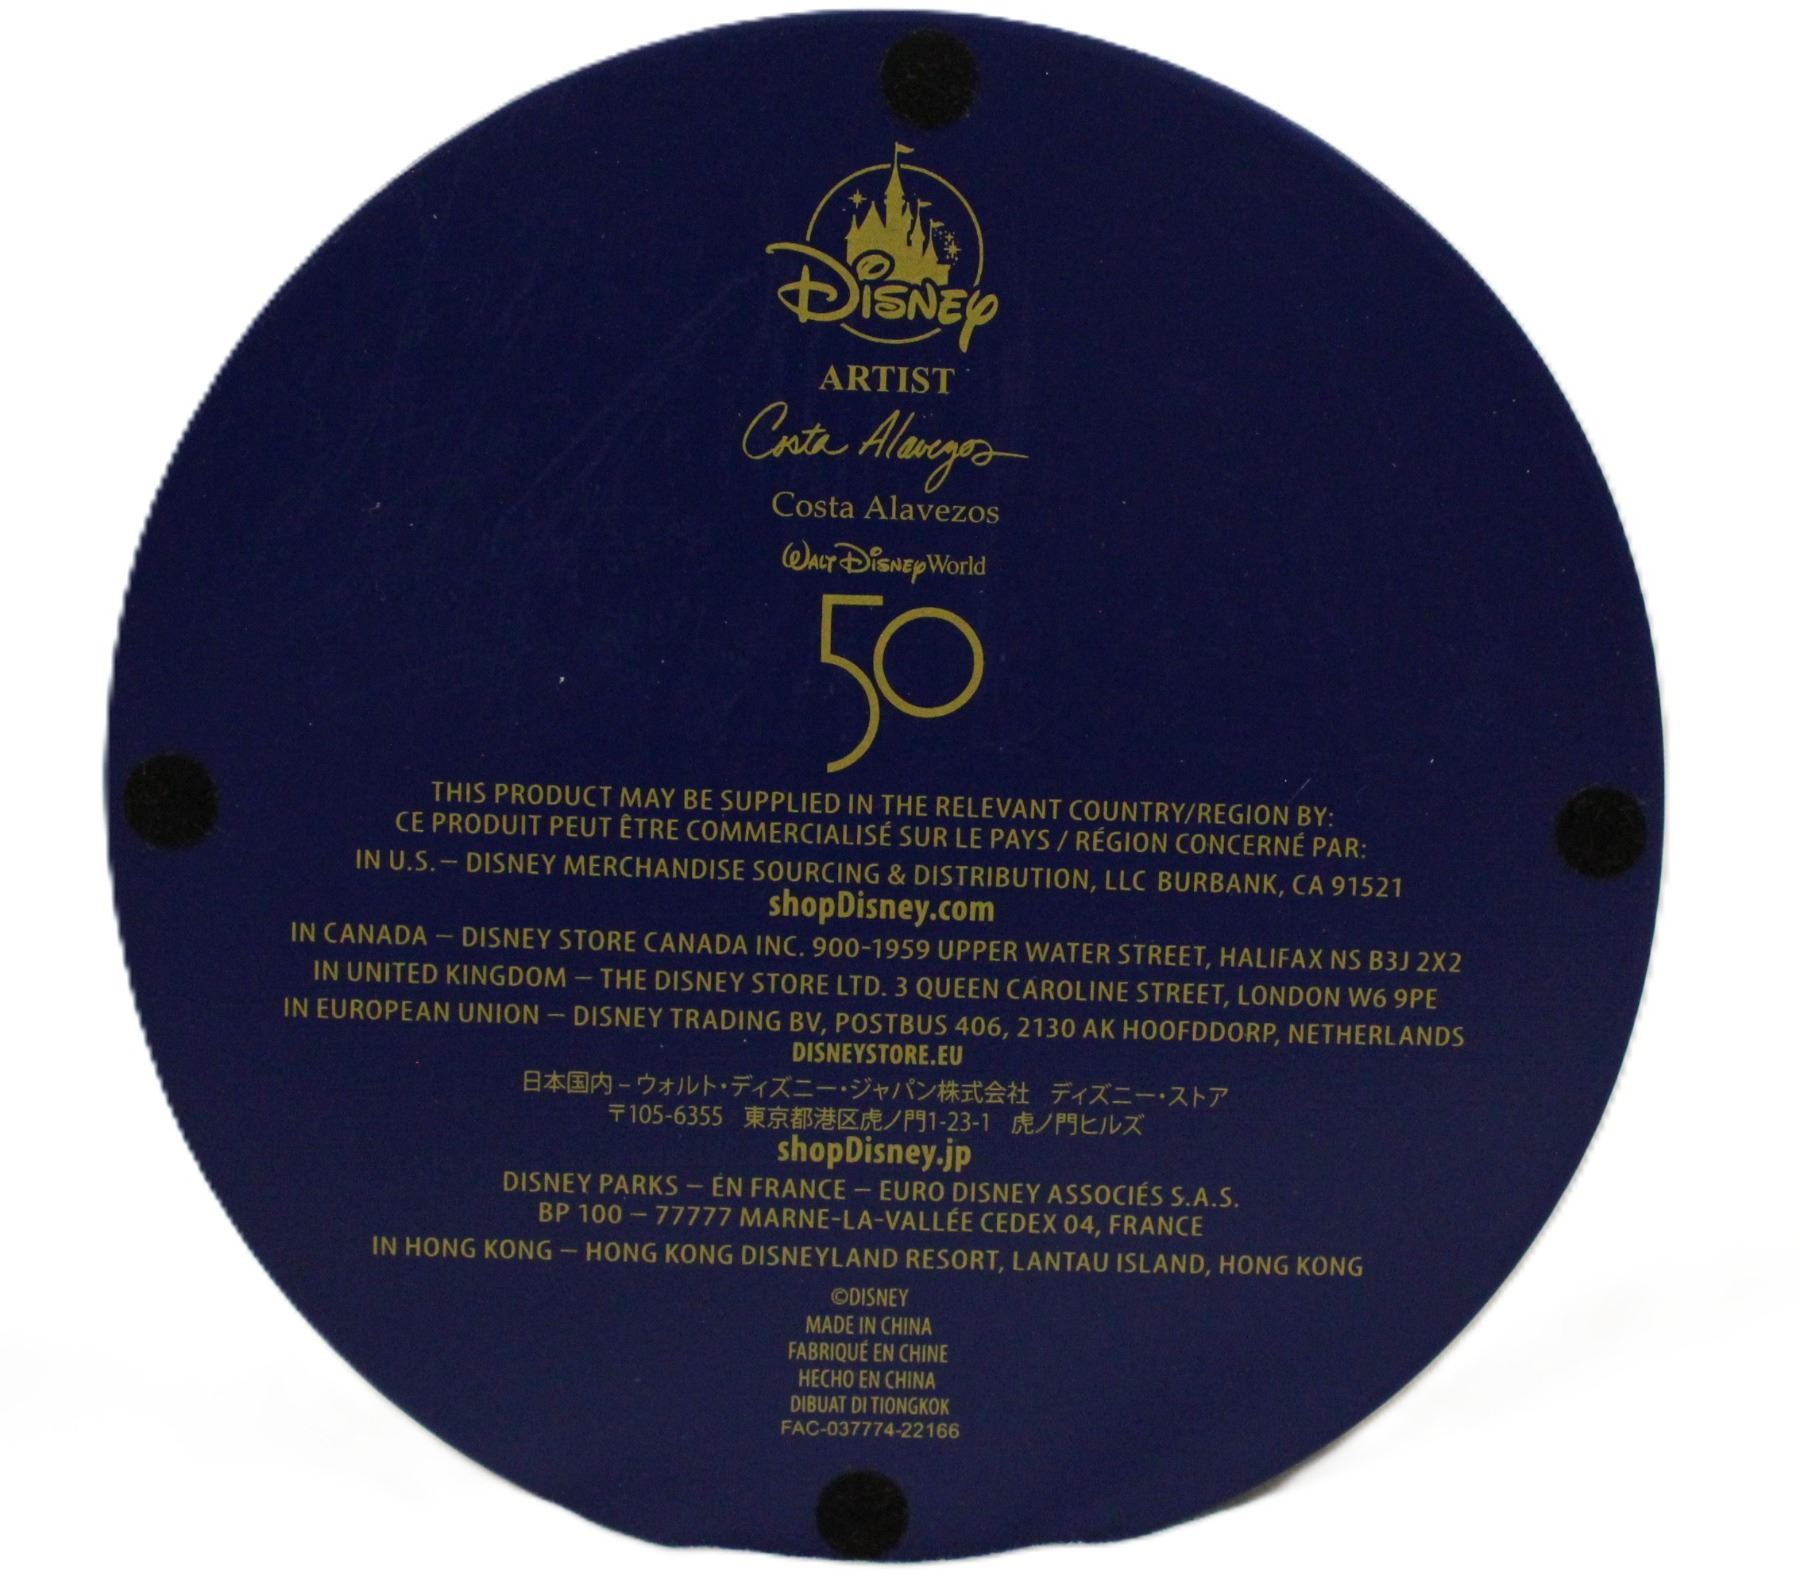 DISNEY
ARTIST
Costa Alavezos
Costa Alavezos
WALT DISNEY World
50
THIS PRODUCT MAY BE SUPPLIED IN THE RELEVANT COUNTRY/REGION BY:
CE PRODUIT PEUT ÊTRE COMMERCIALISÉ SUR LE PAYS / RÉGION CONCERNÉ PAR:
IN U.S. – DISNEY MERCHANDISE SOURCING & DISTRIBUTION, LLC BURBANK, CA 91521
shopDisney.com
IN CANADA – DISNEY STORE CANADA INC. 900-1959 UPPER WATER STREET, HALIFAX NS B3J 2X2
IN UNITED KINGDOM – THE DISNEY STORE LTD. 3 QUEEN CAROLINE STREET, LONDON W6 9PE
IN EUROPEAN UNION – DISNEY TRADING BV, POSTBUS 406, 2130 AK HOOFDDORP, NETHERLANDS
DISNEYSTORE.EU
日本国内 – ウォルト・ディズニー・ジャパン株式会社 ディズニー・ストア
〒105-6355 東京都港区虎ノ門1-23-1 虎ノ門ヒルズ
shopDisney.jp
DISNEY PARKS – EN FRANCE – EURO DISNEY ASSOCIÉS S.A.S.
BP 100 – 77777 MARNE-LA-VALLÉE CEDEX 04, FRANCE
IN HONG KONG – HONG KONG DISNEYLAND RESORT, LANTAU ISLAND, HONG KONG
©DISNEY
MADE IN CHINA
FABRIQUÉ EN CHINE
HECHO EN CHINA
DIBUAT DI TIONGKOK
FAC-037774-22166